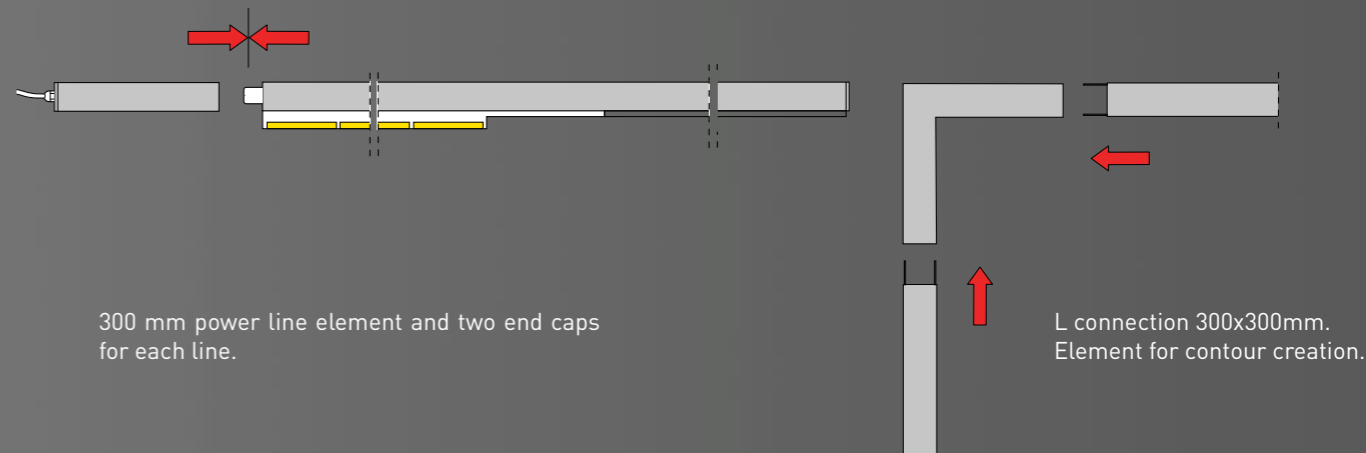 300 mm power line element and two end caps
for each line.
L connection 300x300mm.
Element for contour creation.